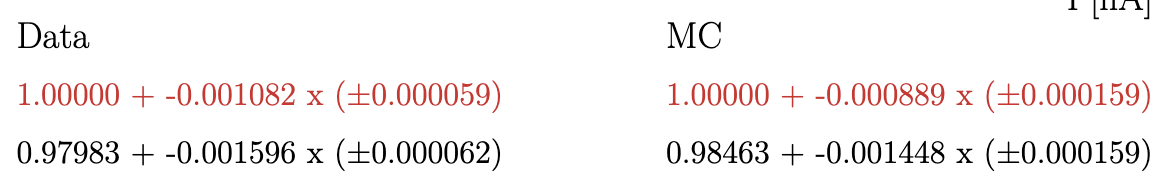 I [nA]
Data
1.00000 + -0.001082 x (±0.000059)
0.97983 + -0.001596 x (±0.000062)
MC
1.00000 + -0.000889 x (±0.000159)
0.98463 + -0.001448 x (±0.000159)